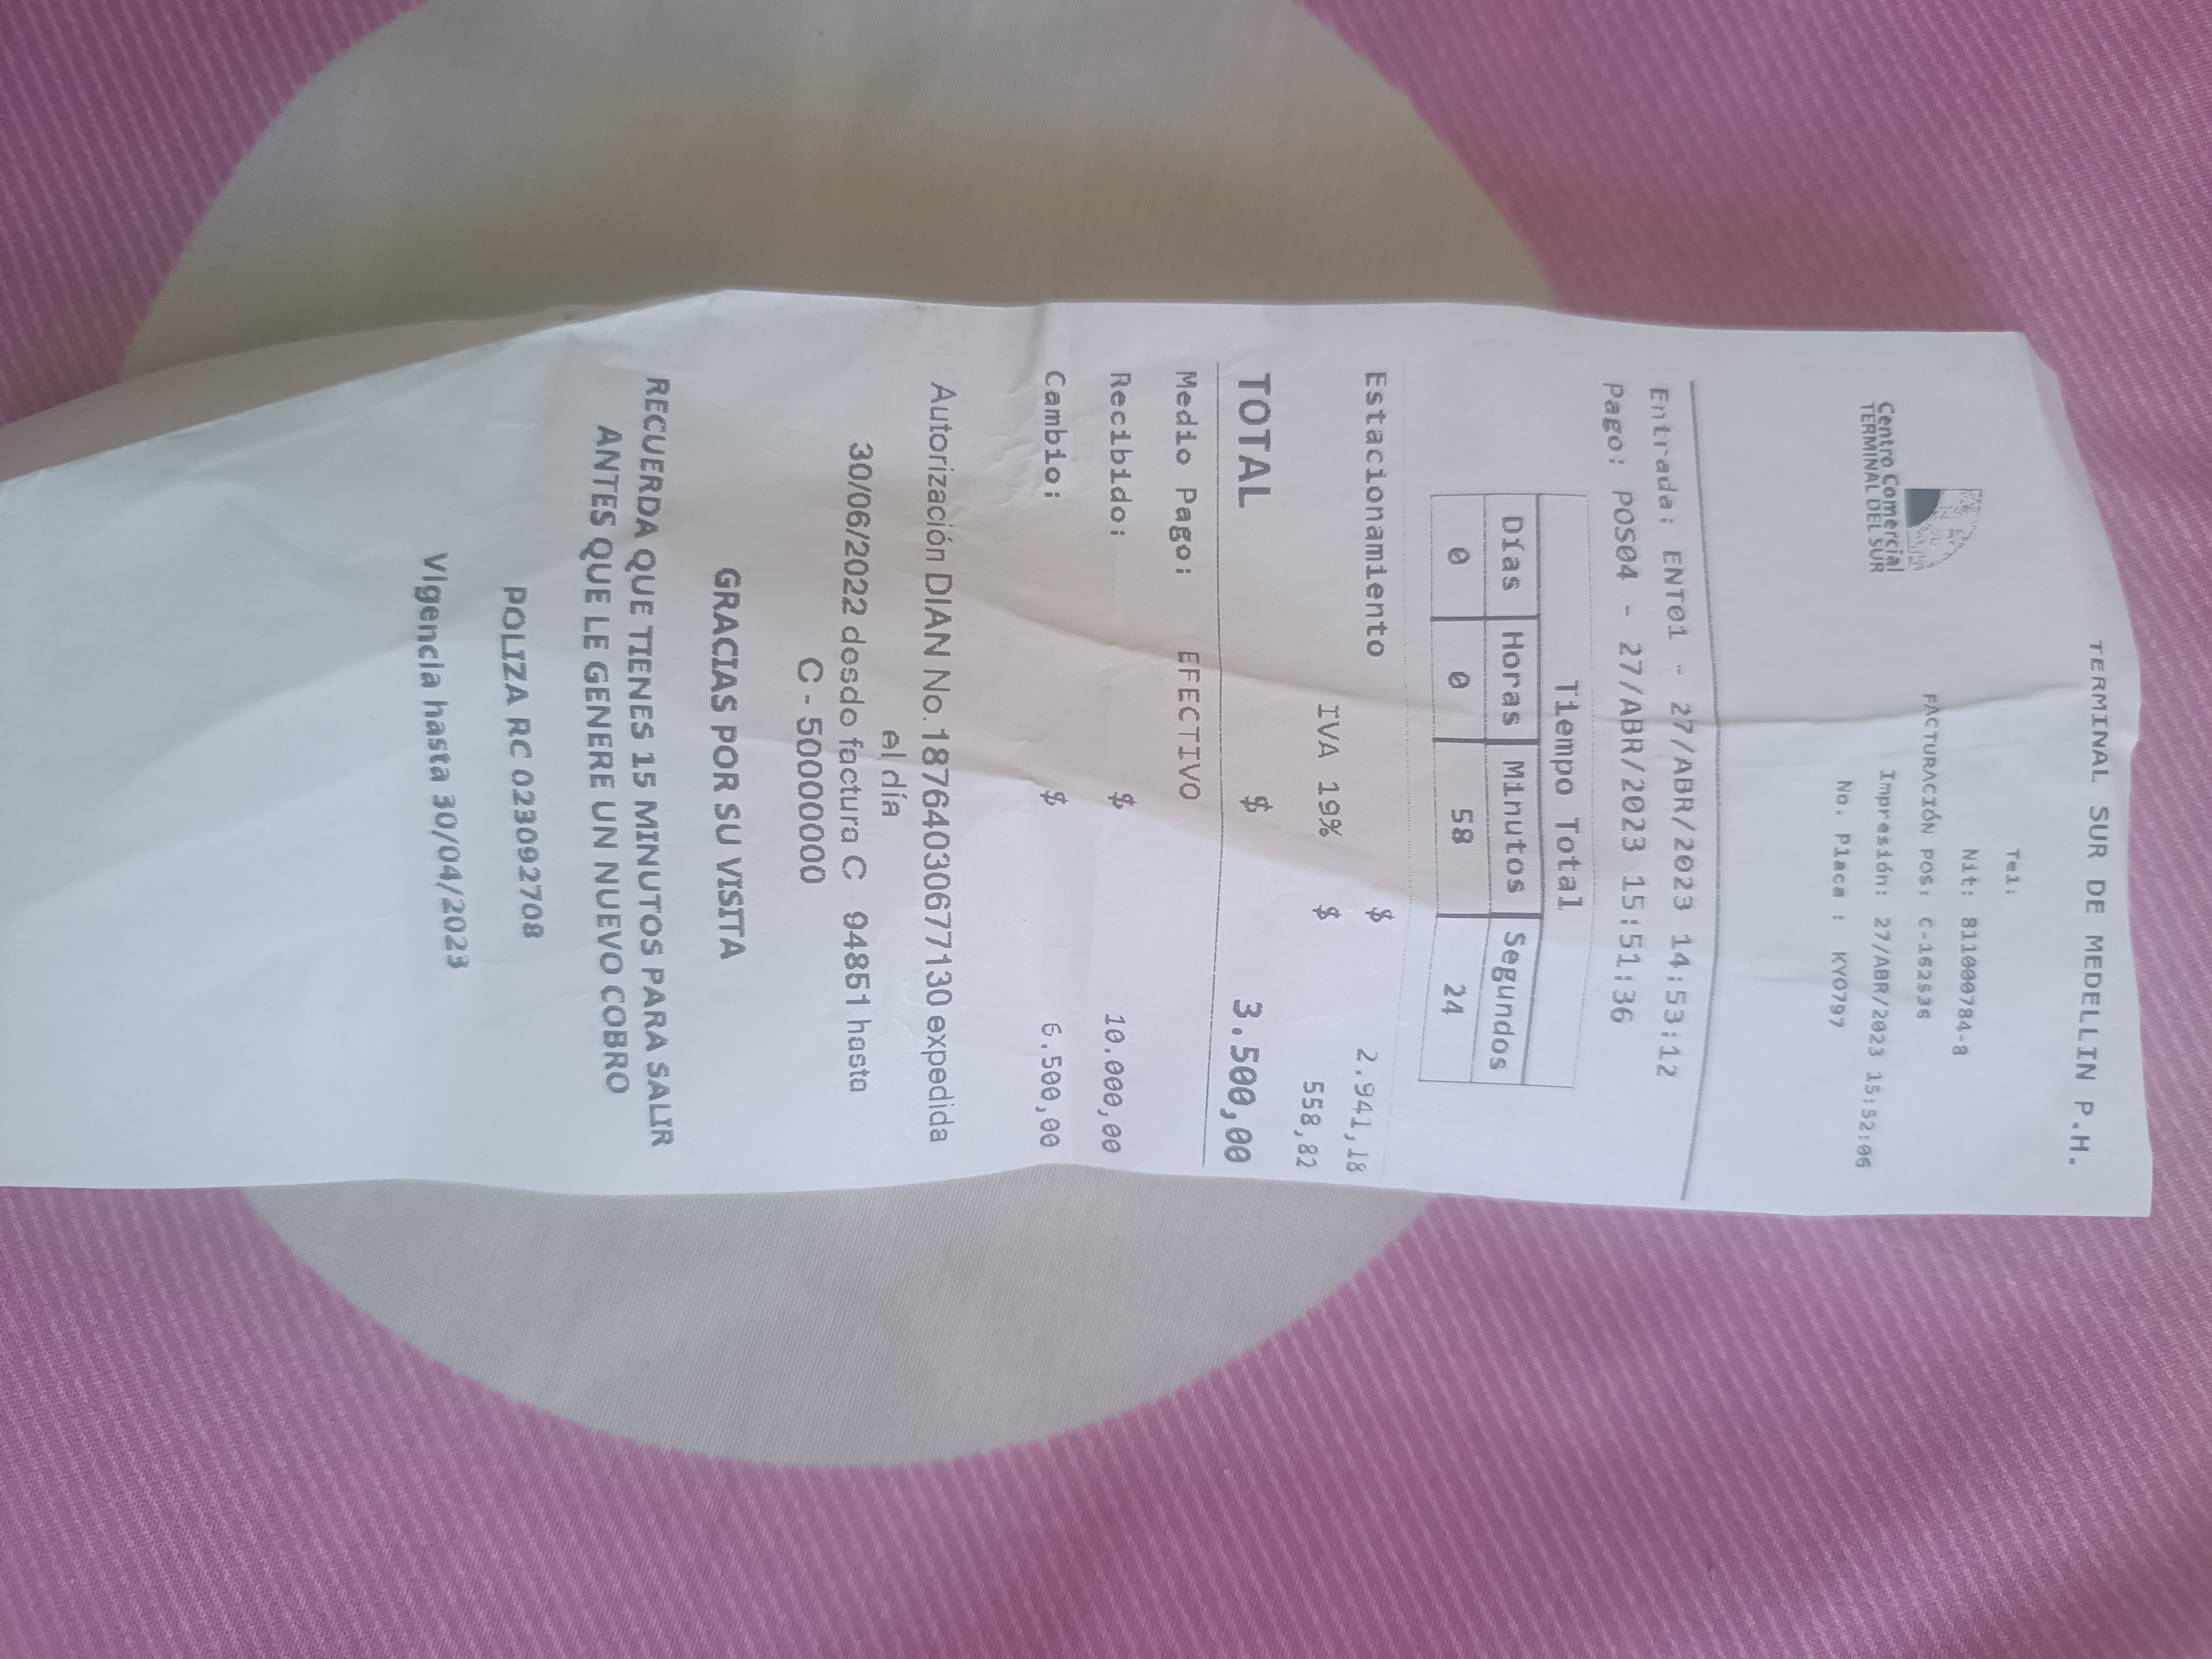 TERMINAL SUR DE MEDELLIN P.H.
Tel:
Nit: 811000784-8
FACTURACIÓN POS: C-162536
Impresión: 27/ABR/2023 15:52:06
No. Placa : KYO797
Centro Comercial
TERMINAL DEL SUR
Entrada: ENT01 - 27/ABR/2023 14:53:12
Pago: POS04 - 27/ABR/2023 15:51:36
Tiempo Total
Días Horas Minutos Segundos
0 0 58 24
Estacionamiento $ 2.941,18
IVA 19% $ 558,82
TOTAL $ 3.500,00
Medio Pago: EFECTIVO
Recibido: $ 10.000,00
Cambio: $ 6.500,00
Autorización DIAN No. 18764030677130 expedida
el día
30/06/2022 desde factura C 94851 hasta
C - 5000000
GRACIAS POR SU VISITA
RECUERDA QUE TIENES 15 MINUTOS PARA SALIR
ANTES QUE LE GENERE UN NUEVO COBRO
POLIZA RC 023092708
Vigencia hasta 30/04/2023